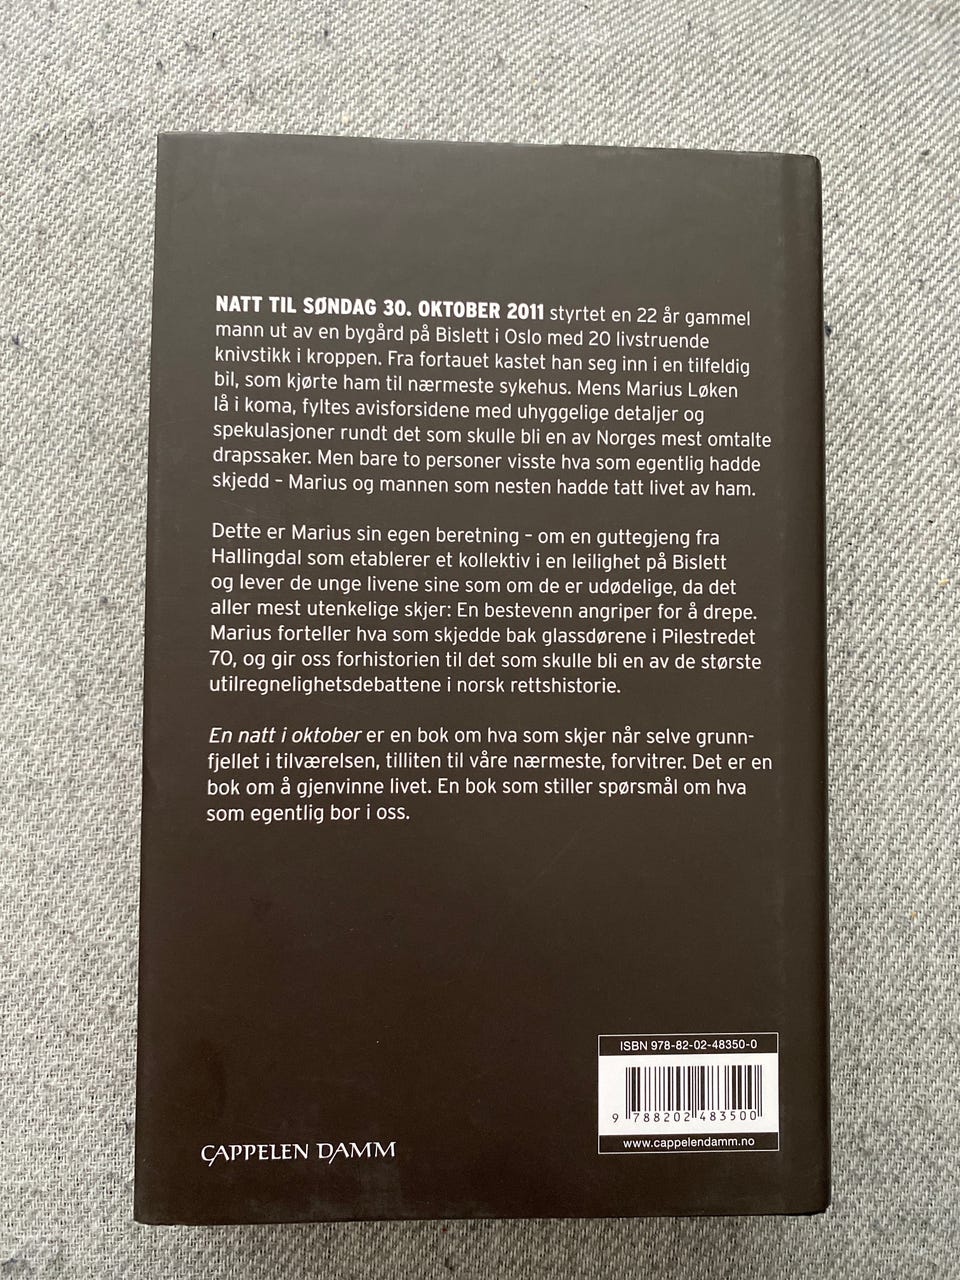 NATT TIL SØNDAG 30. OKTOBER 2011 styrtet en 22 år gammel
mann ut av en bygård på Bislett i Oslo med 20 livstruende
knivstikk i kroppen. Fra fortauet kastet han seg inn i en tilfeldig
bil, som kjørte ham til nærmeste sykehus. Mens Marius Løken
lå i koma, fyltes avisforsidene med uhyggelige detaljer og
spekulasjoner rundt det som skulle bli en av Norges mest omtalte
drapssaker. Men bare to personer visste hva som egentlig hadde
skjedd – Marius og mannen som nesten hadde tatt livet av ham.
Dette er Marius sin egen beretning – om en guttegjeng fra
Hallingdal som etablerer et kollektiv i en leilighet på Bislett
og lever de unge livene sine som om de er udødelige, da det
aller mest utenkelige skjer: En bestevenn angriper for å drepe.
Marius forteller hva som skjedde bak glassdørene i Pilestredet
70, og gir oss forhistorien til det som skulle bli en av de største
utilregnelighetsdebattene i norsk rettshistorie.
En natt i oktober er en bok om hva som skjer når selve grunn-
fjellet i tilværelsen, tilliten til våre nærmeste, forvitrer. Det er en
bok om å gjenvinne livet. En bok som stiller spørsmål om hva
som egentlig bor i oss.
ISBN 978-82-02-48350-0
9 788202 483500
www.cappelendamm.no
CAPPELEN DAMM